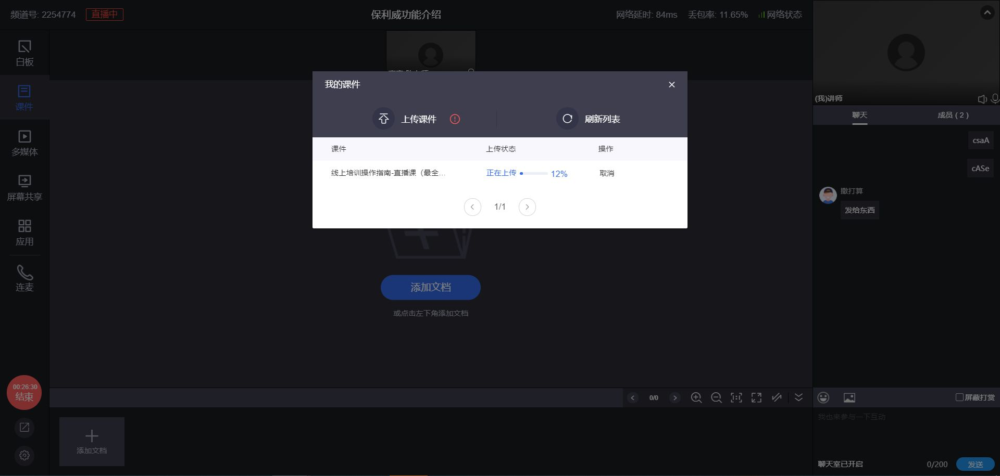 频道号: 2254774 直播中
保利威功能介绍
网络延时: 84ms 丢包率: 11.65% 网络状态
白板
课件
多媒体
屏幕共享
应用
连麦
00:26:30
结束
我的课件
上传课件
刷新列表
课件 上传状态 操作
线上培训操作指南-直播课（最全... 正在上传 12% 取消
1/1
添加文档
或点击左下角添加文档
0/0
添加文档
(我)讲师
聊天 成员 ( 2 )
csaA
cASe
撒打算
发给东西
屏蔽打赏
我也来参与一下互动
聊天室已开启 0/200 发送